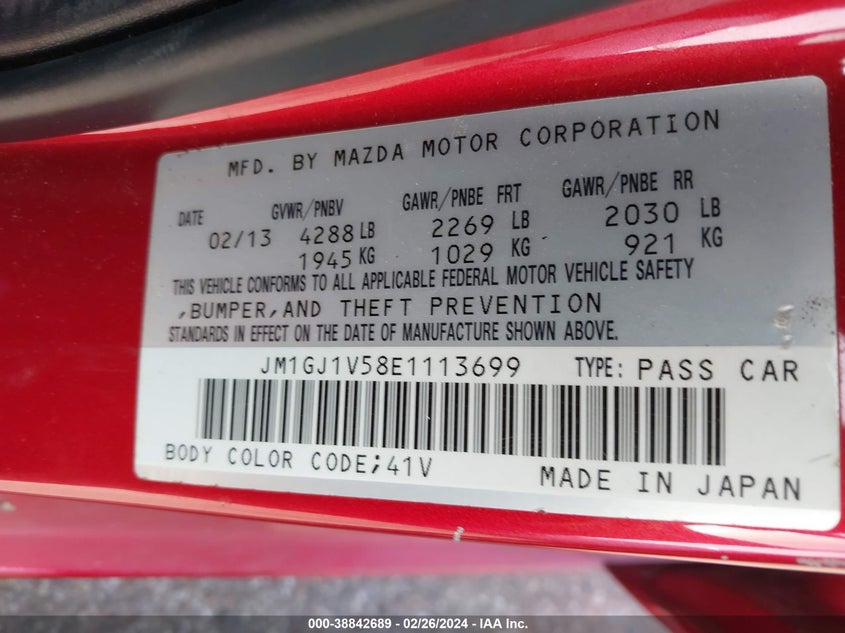 MFD. BY MAZDA MOTOR CORPORATION
DATE GVWR/PNBV GAWR/PNBE FRT GAWR/PNBE RR
02/13 4288 LB 2269 LB 2030 LB
1945 KG 1029 KG 921 KG
THIS VEHICLE CONFORMS TO ALL APPLICABLE FEDERAL MOTOR VEHICLE SAFETY
,BUMPER,AND THEFT PREVENTION
STANDARDS IN EFFECT ON THE DATE OF MANUFACTURE SHOWN ABOVE.
JM1GJ1V58E1113699 TYPE: PASS CAR
BODY COLOR CODE;41V MADE IN JAPAN
000-38842689 - 02/26/2024 - IAA Inc.